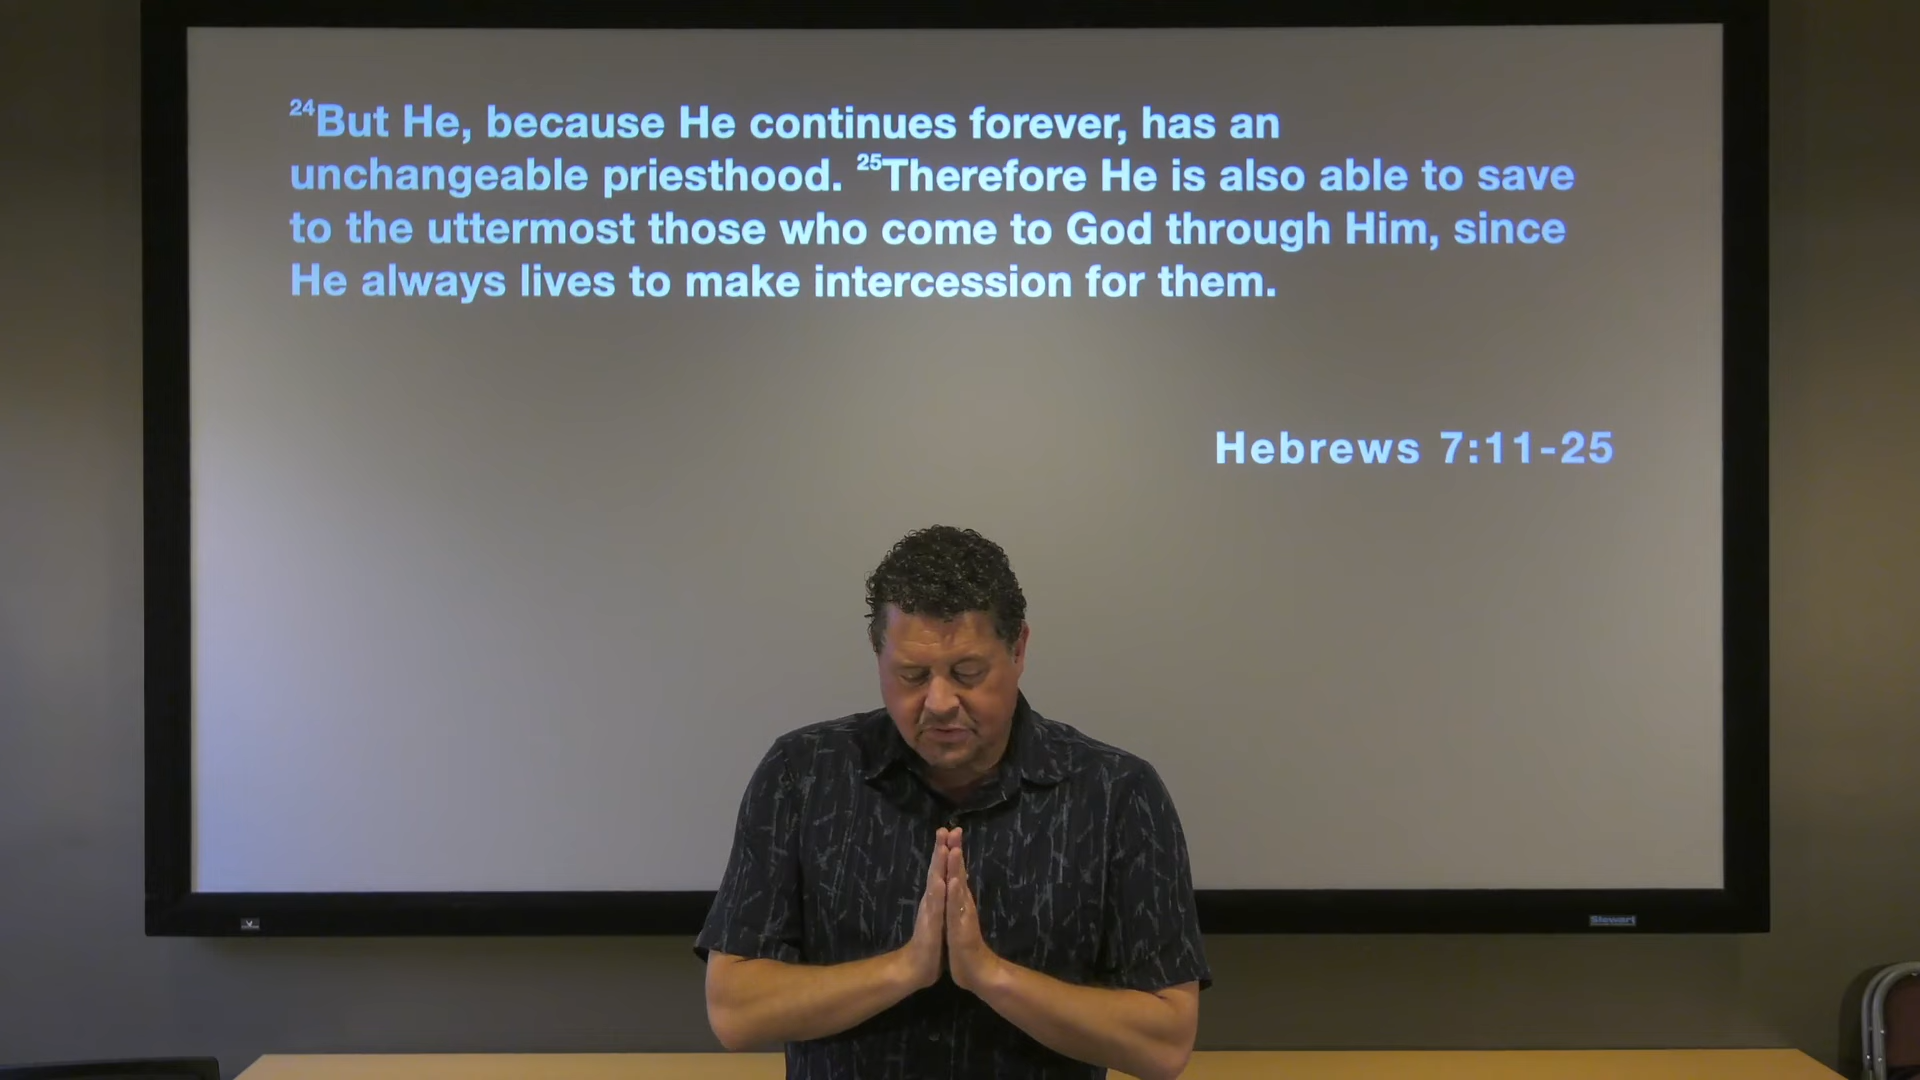 24But He, because He continues forever, has an
unchangeable priesthood. 25Therefore He is also able to save
to the uttermost those who come to God through Him, since
He always lives to make intercession for them.
Hebrews 7:11-25
Stewart